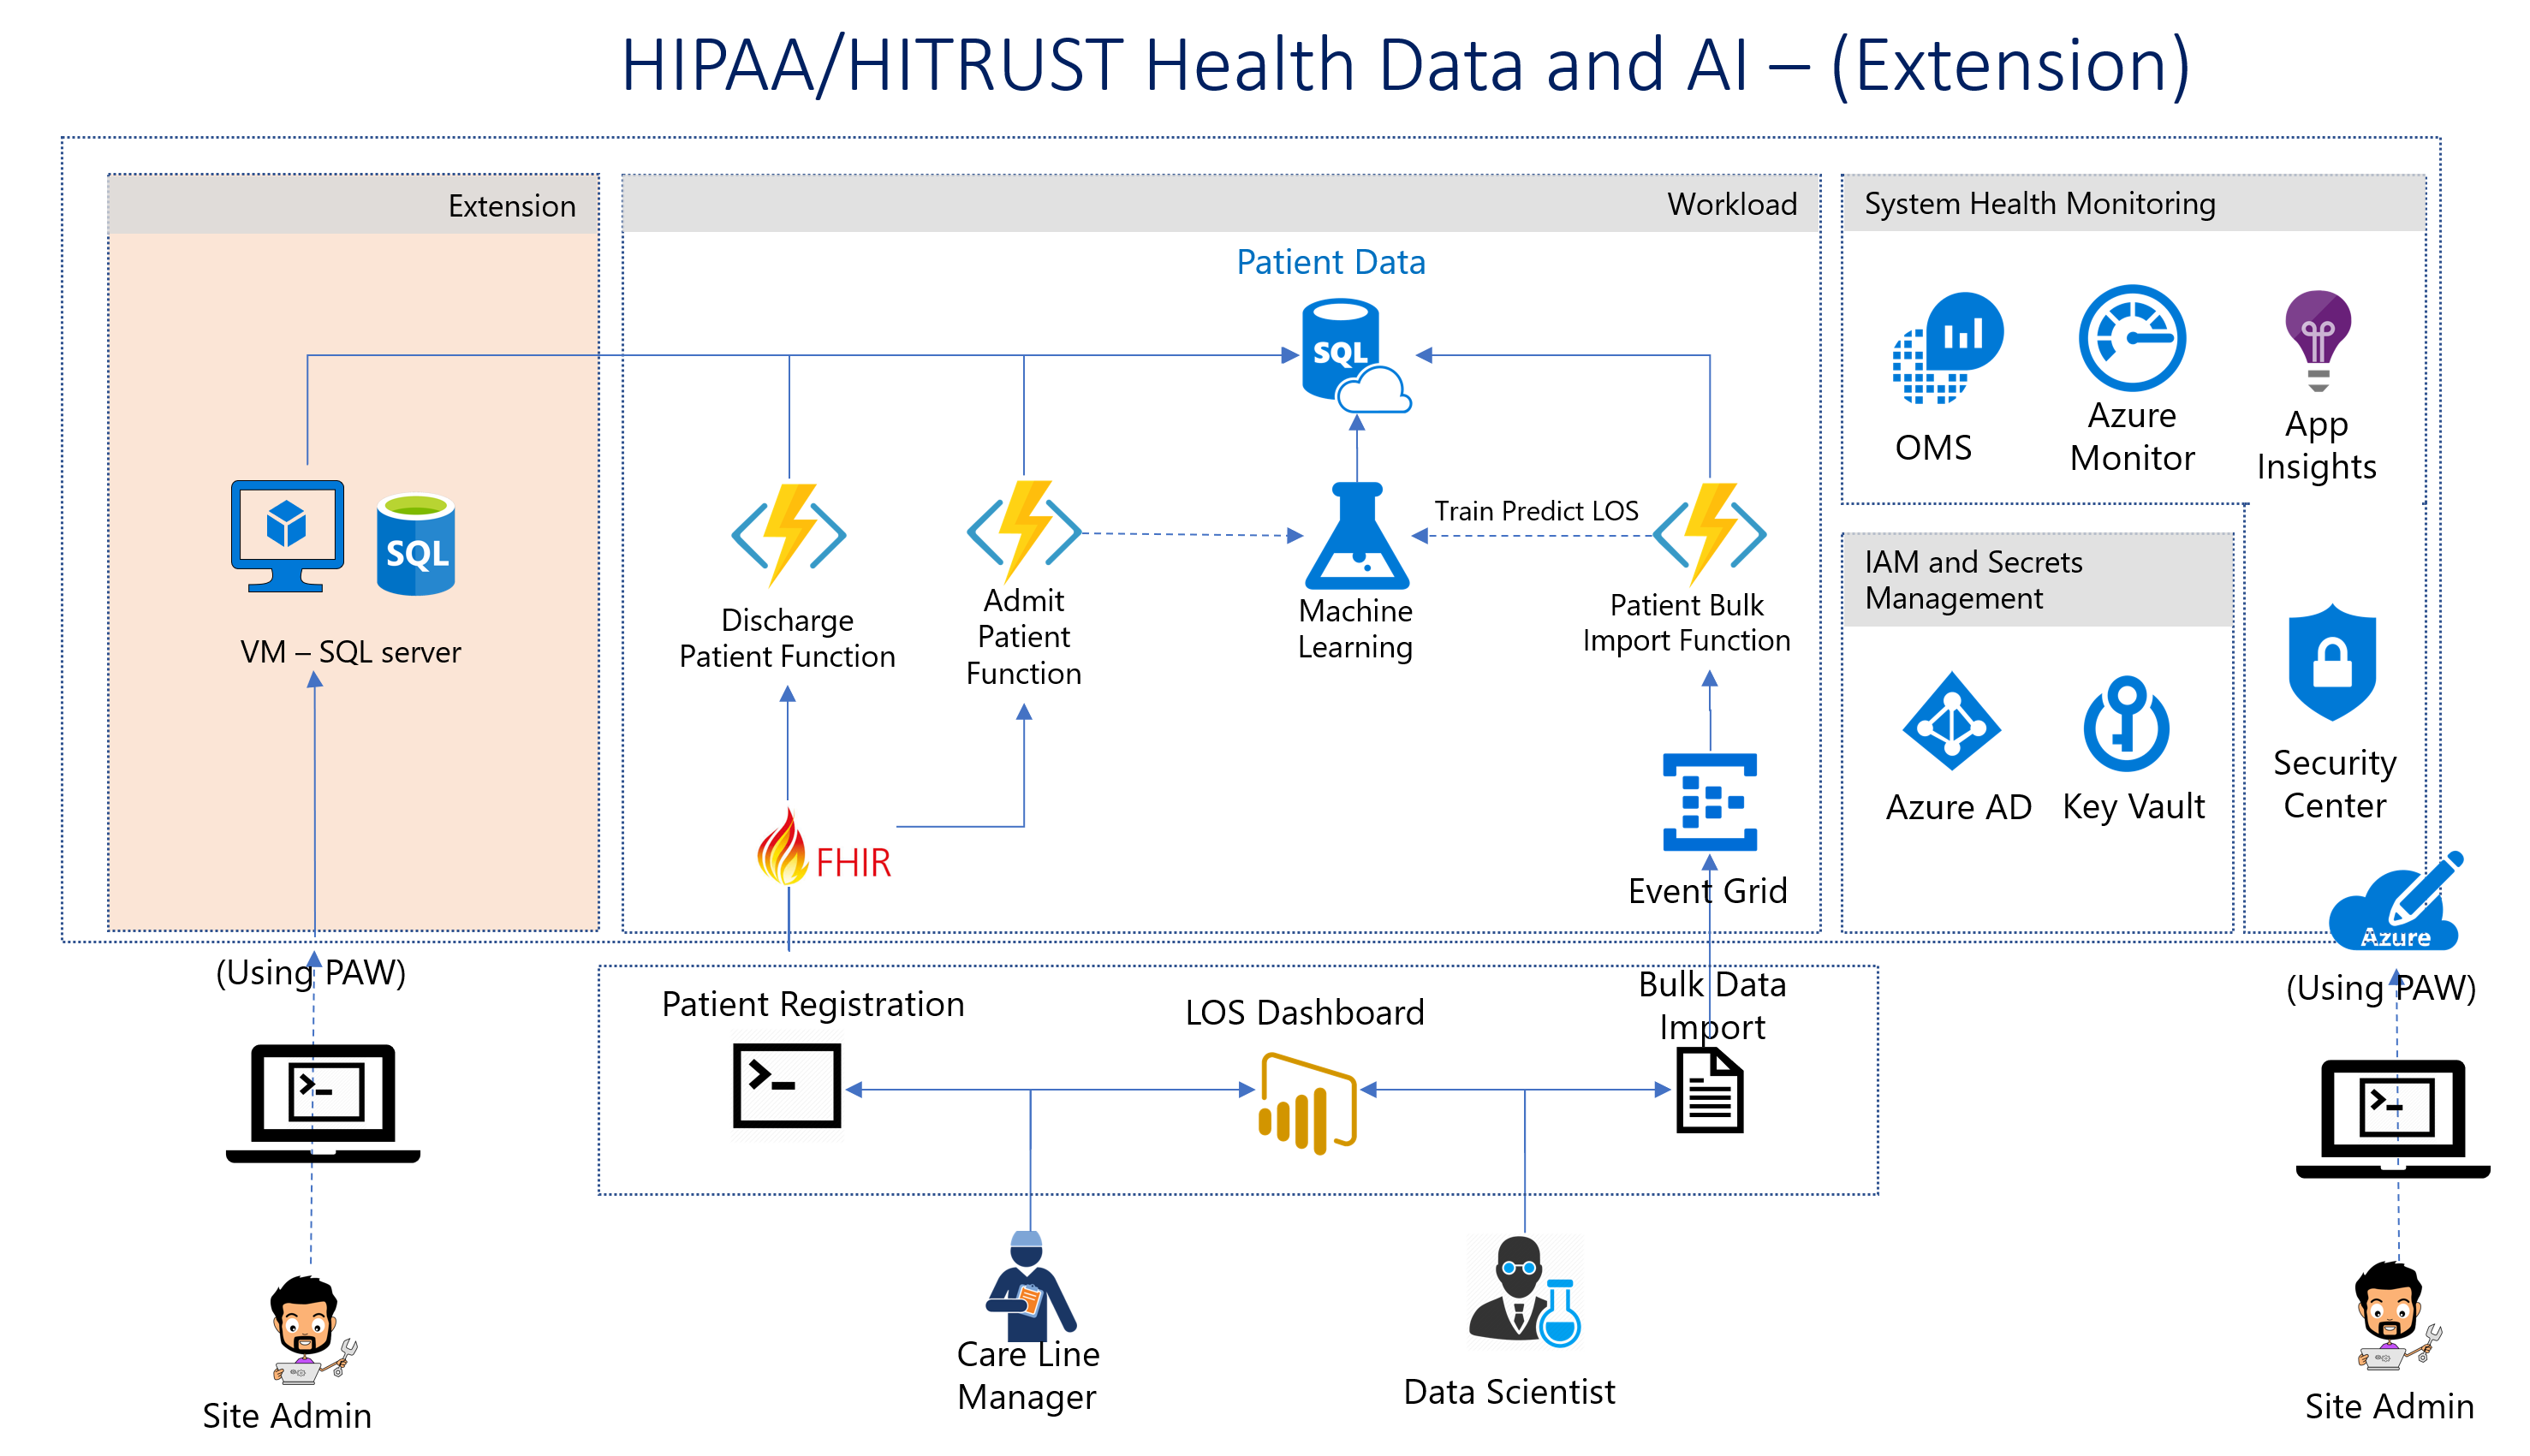 HIPAA/HITRUST Health Data and AI – (Extension)
Extension
Workload
System Health Monitoring
Patient Data
SQL
OMS
Azure
Monitor
App
Insights
SQL
VM – SQL server
Discharge
Patient Function
Admit
Patient
Function
Machine
Learning
Train Predict LOS
Patient Bulk
Import Function
IAM and Secrets
Management
Azure AD
Key Vault
Security
Center
FHIR
Event Grid
Azure
(Using PAW)
(Using PAW)
Patient Registration
LOS Dashboard
Bulk Data
Import
Site Admin
Care Line
Manager
Data Scientist
Site Admin